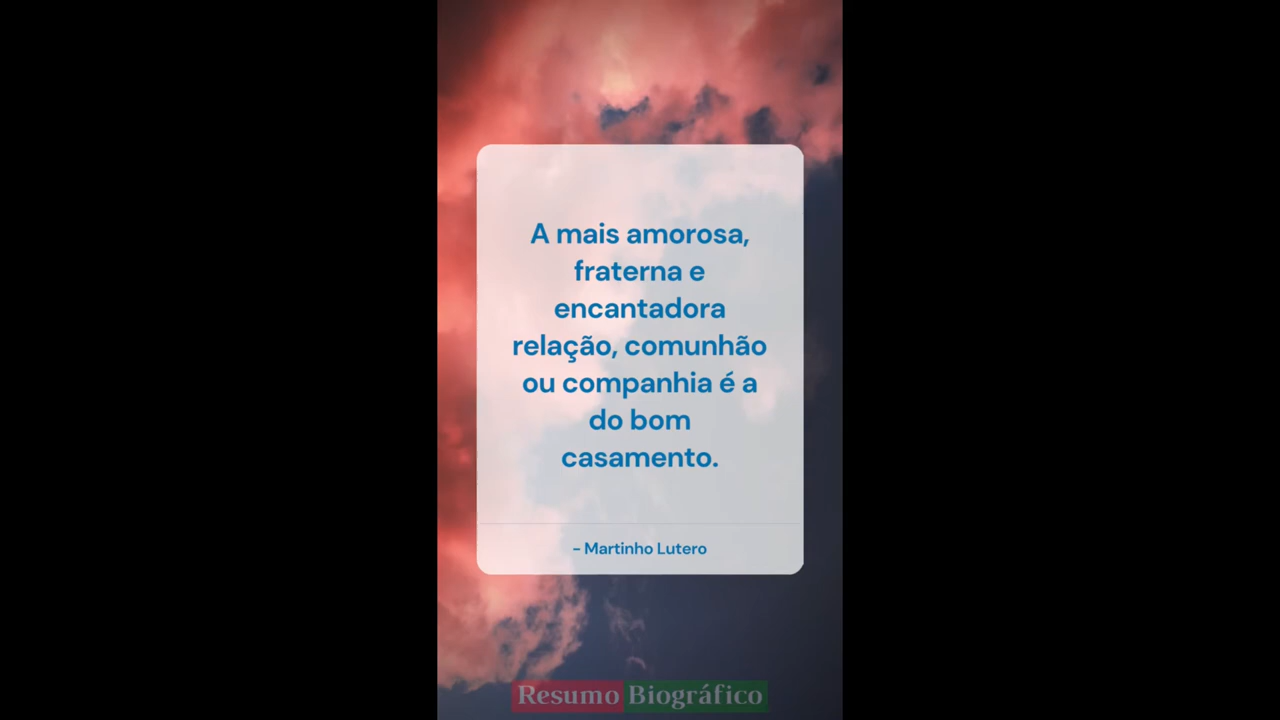 A mais amorosa,
fraterna e
encantadora
relação, comunhão
ou companhia é a
do bom
casamento.
- Martinho Lutero
Resumo Biográfico